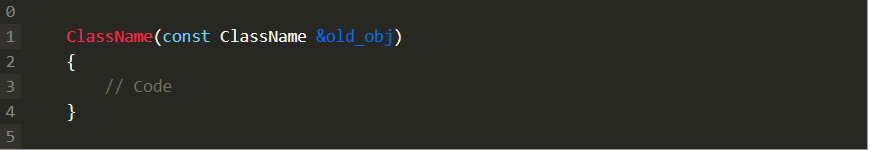 0
1 ClassName(const ClassName &old_obj)
2 {
3 // Code
4 }
5